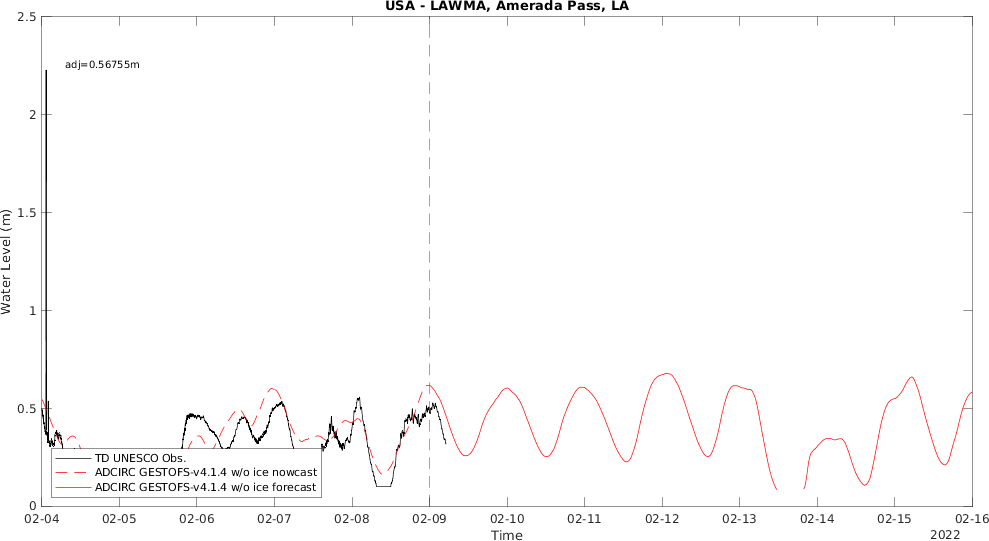 USA - LAWMA, Amerada Pass, LA
2.5
adj=0.56755m
2
1.5
Water Level (m)
1
0.5
TD UNESCO Obs.
ADCIRC GESTOFS-v4.1.4 w/o ice nowcast
ADCIRC GESTOFS-v4.1.4 w/o ice forecast
0
02-04 02-05 02-06 02-07 02-08 02-09 02-10 02-11 02-12 02-13 02-14 02-15 02-16
Time
2022